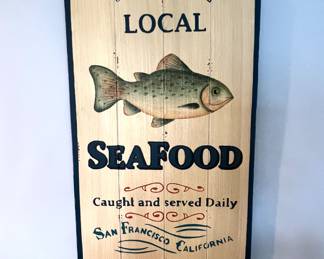 LOCAL
SEAFOOD
Caught and served Daily
SAN FRANCISCO CALIFORNIA